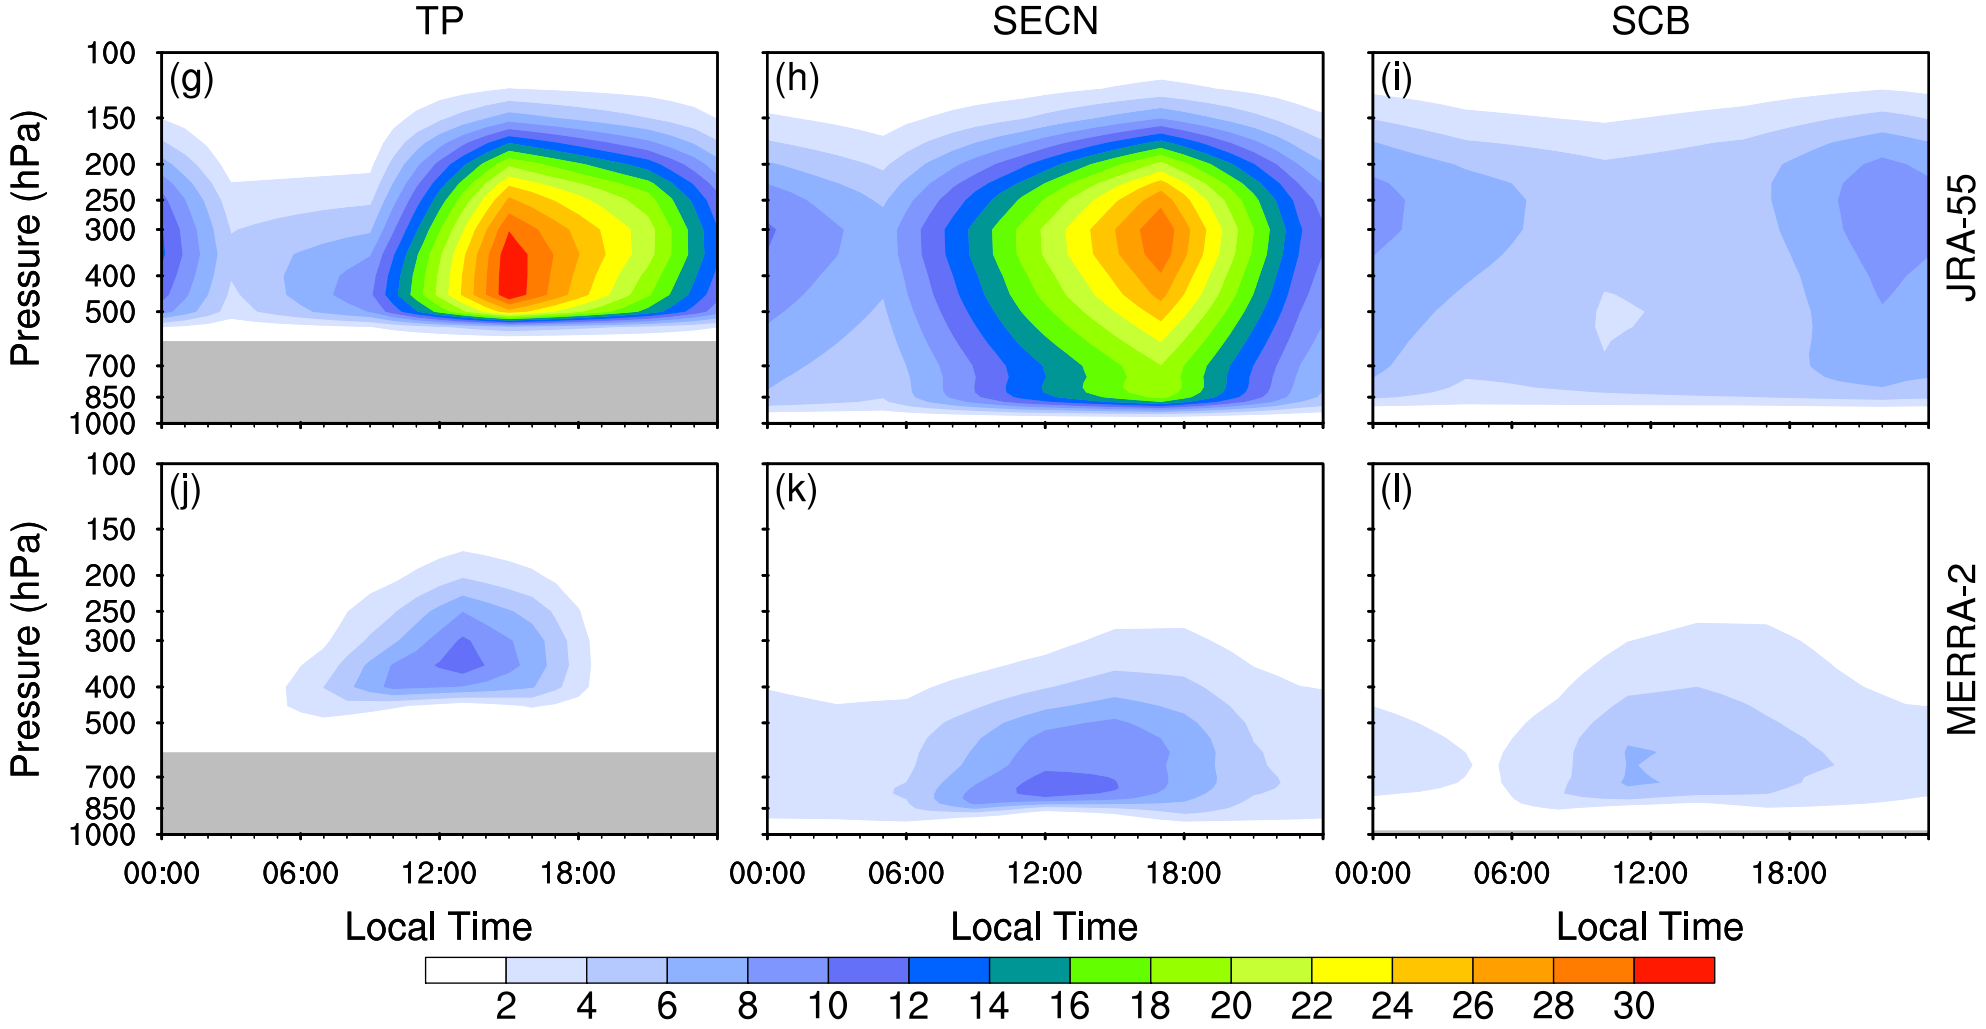 TP SECN SCB
(g) (h) (i)
100
150
200
250
300
400
500
700
850
1000
Pressure (hPa)
JRA-55
(j) (k) (l)
100
150
200
250
300
400
500
700
850
1000
Pressure (hPa)
MERRA-2
00:00 06:00 12:00 18:00 00:00 06:00 12:00 18:00 00:00 06:00 12:00 18:00
Local Time Local Time Local Time
2 4 6 8 10 12 14 16 18 20 22 24 26 28 30